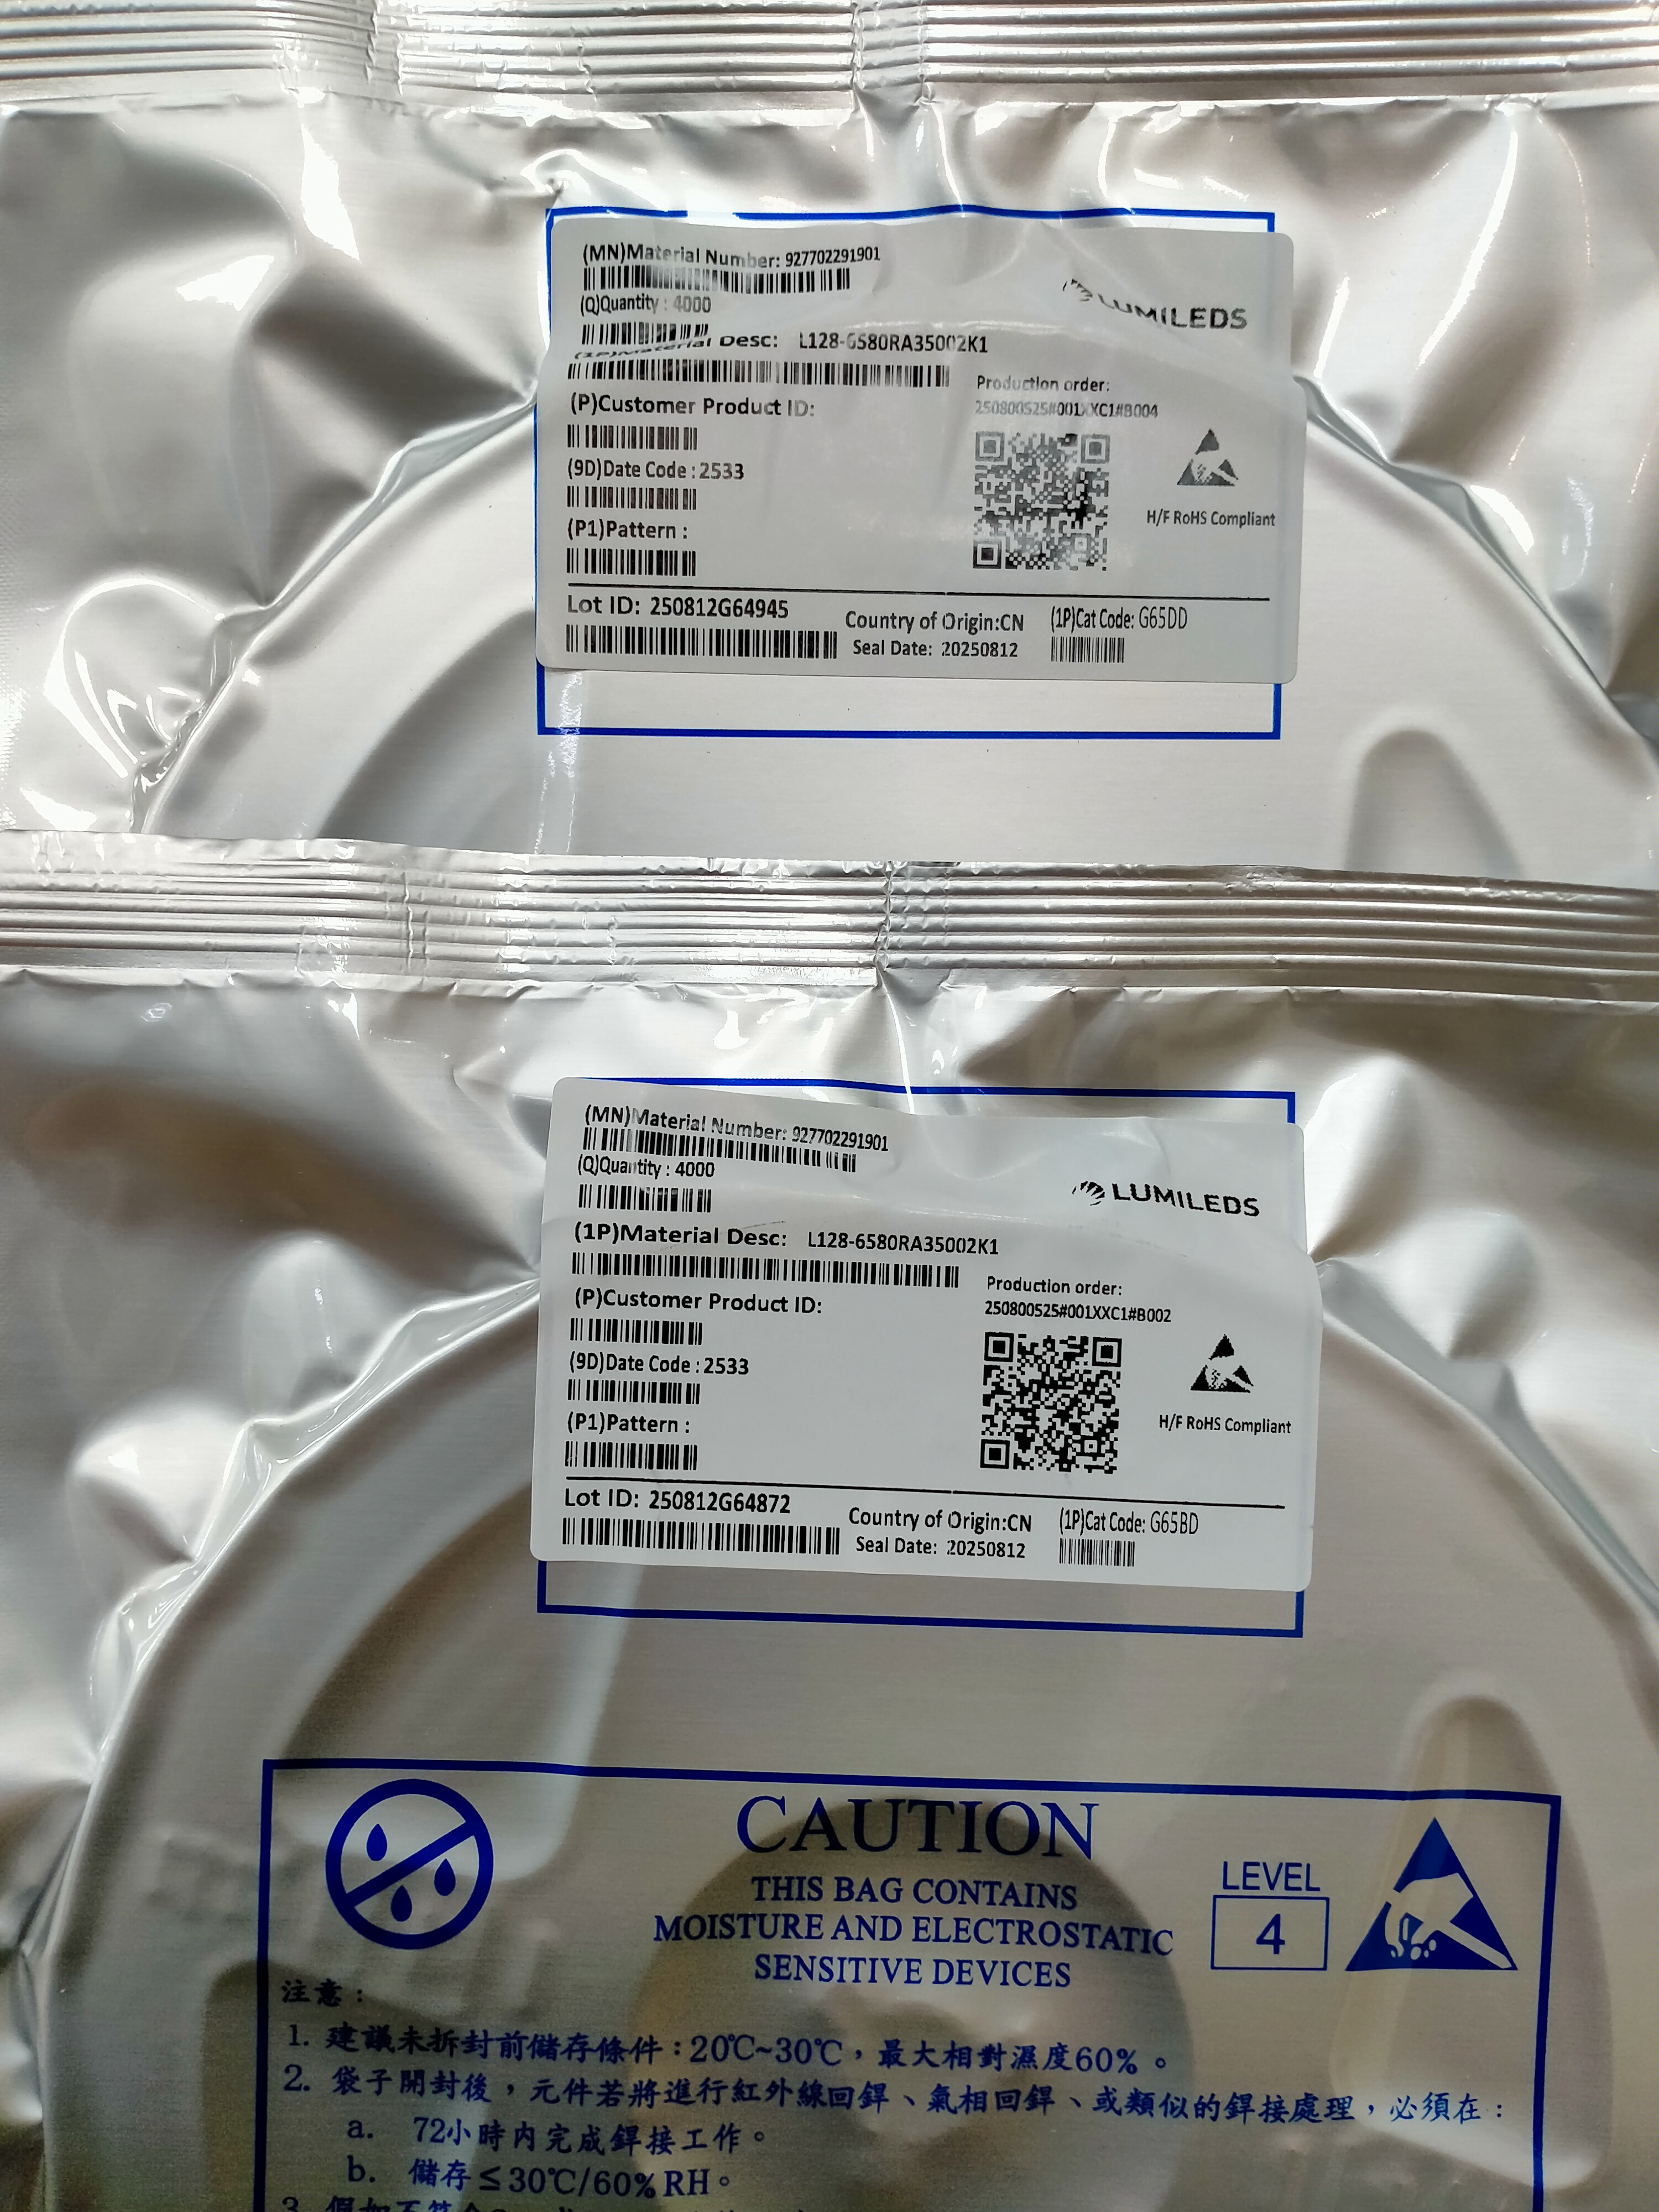 (MN)Material Number: 927702291901
(Q)Quantity : 4000
LUMILEDS
(1P)Material Desc: L128-6580RA35002K1
Production order:
250800525#001XXC1#B004
(P)Customer Product ID:
(9D)Date Code : 2533
(P1)Pattern :
H/F RoHS Compliant
Lot ID: 250812G64945
Country of Origin:CN
Seal Date: 20250812
(1P)Cat Code: G65DD
(MN)Material Number: 927702291901
(Q)Quantity : 4000
LUMILEDS
(1P)Material Desc: L128-6580RA35002K1
Production order:
250800525#001XXC1#B002
(P)Customer Product ID:
(9D)Date Code : 2533
(P1)Pattern :
H/F RoHS Compliant
Lot ID: 250812G64872
Country of Origin:CN
Seal Date: 20250812
(1P)Cat Code: G65BD
CAUTION
THIS BAG CONTAINS
MOISTURE AND ELECTROSTATIC
SENSITIVE DEVICES
LEVEL
4
注意：
1. 建議未拆封前儲存條件：20℃~30℃，最大相對濕度60%。
2. 袋子開封後，元件若將進行紅外線回銲、氣相回銲、或類似的銲接處理，必須在：
a. 72小時內完成銲接工作。
b. 儲存≦30℃/60% RH。
3.